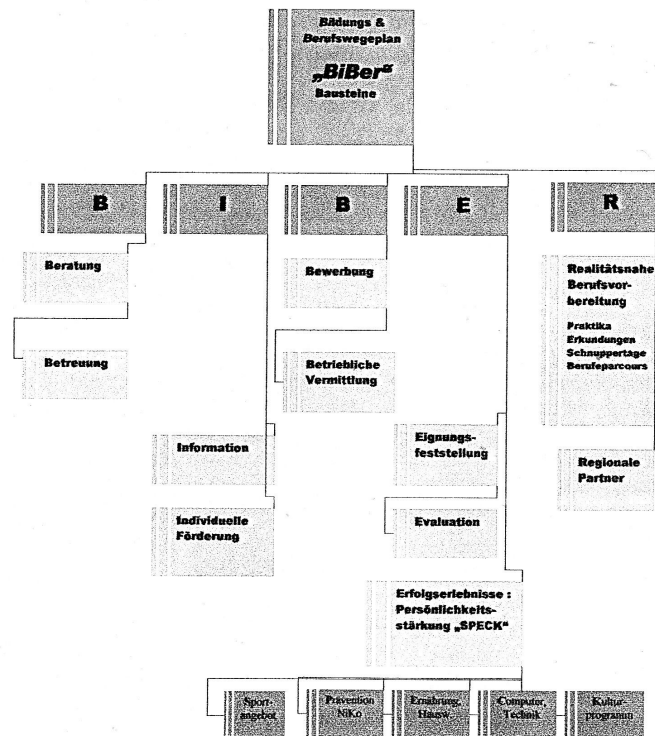 Bildungs &
Berufswegeplan
„BiBer“
Bausteine
B
I
B
E
R
Beratung
Betreuung
Information
Individuelle
Förderung
Bewerbung
Betriebliche
Vermittlung
Eignungs-
feststellung
Evaluation
Erfolgserlebnisse :
Persönlichkeits-
stärkung „SPECK“
Realitätsnahe
Berufsvor-
bereitung
Praktika
Erkundungen
Schnuppertage
Berufeparcours
Regionale
Partner
Sport-
angebot
Prävention
NiKo
Ernährung,
Hausw.
Computer,
Technik
Kultur-
programm